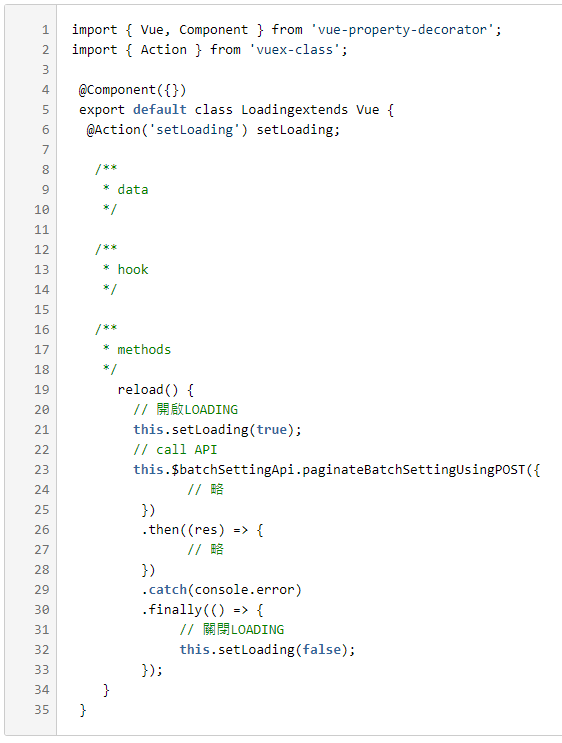 1 import { Vue, Component } from 'vue-property-decorator';
2 import { Action } from 'vuex-class';
3
4 @Component({})
5 export default class Loadingextends Vue {
6 @Action('setLoading') setLoading;
7
8 /**
9 * data
10 */
11
12 /**
13 * hook
14 */
15
16 /**
17 * methods
18 */
19 reload() {
20 // 開啟LOADING
21 this.setLoading(true);
22 // call API
23 this.$batchSettingApi.paginateBatchSettingUsingPOST({
24 // 略
25 })
26 .then((res) => {
27 // 略
28 })
29 .catch(console.error)
30 .finally(() => {
31 // 關閉LOADING
32 this.setLoading(false);
33 });
34 }
35 }